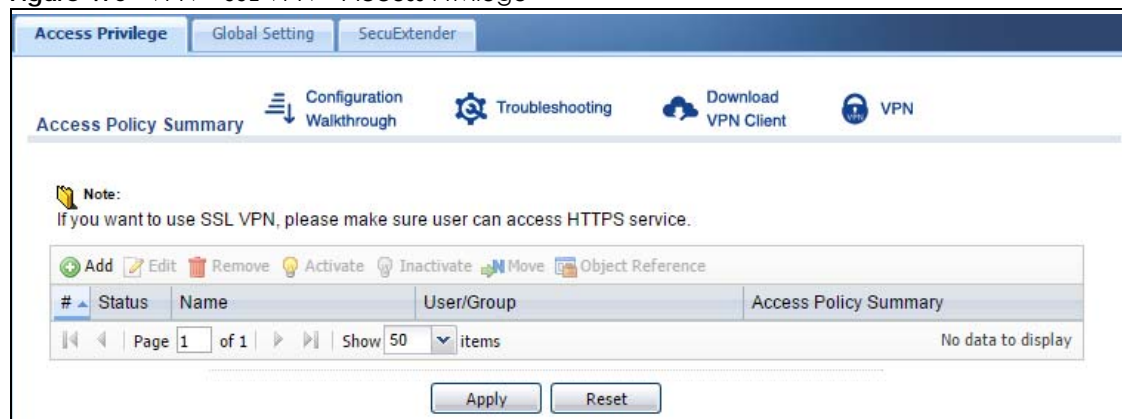 Access Privilege Global Setting SecuExtender
Access Policy Summary
Configuration Walkthrough
Troubleshooting
Download VPN Client
VPN
Note:
If you want to use SSL VPN, please make sure user can access HTTPS service.
Add Edit Remove Activate Inactivate Move Object Reference
# Status Name User/Group Access Policy Summary
Page 1 of 1 Show 50 items No data to display
Apply Reset